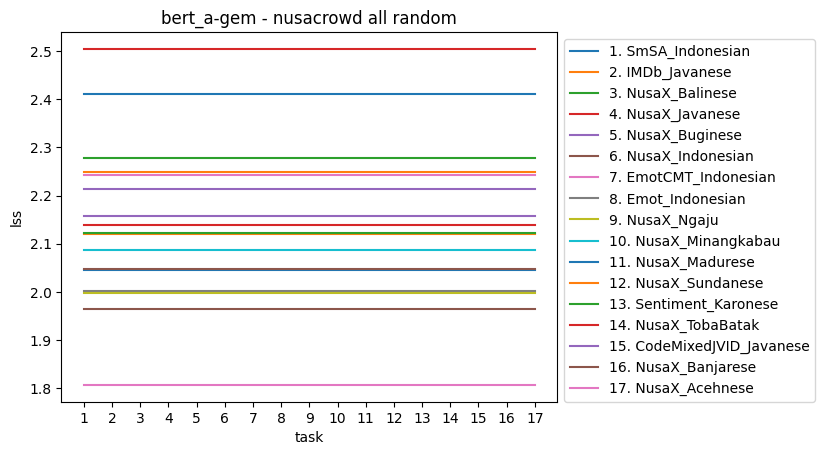 bert_a-gem - nusacrowd all random
lss
2.5
2.4
2.3
2.2
2.1
2.0
1.9
1.8
1 2 3 4 5 6 7 8 9 10 11 12 13 14 15 16 17
task
1. SmSA_Indonesian
2. IMDb_Javanese
3. NusaX_Balinese
4. NusaX_Javanese
5. NusaX_Buginese
6. NusaX_Indonesian
7. EmotCMT_Indonesian
8. Emot_Indonesian
9. NusaX_Ngaju
10. NusaX_Minangkabau
11. NusaX_Madurese
12. NusaX_Sundanese
13. Sentiment_Karonese
14. NusaX_TobaBatak
15. CodeMixedJVID_Javanese
16. NusaX_Banjarese
17. NusaX_Acehnese